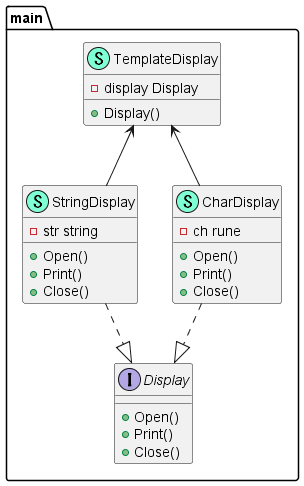 main
S TemplateDisplay
display Display
Display()
S StringDisplay
str string
Open()
Print()
Close()
S CharDisplay
ch rune
Open()
Print()
Close()
I Display
Open()
Print()
Close()